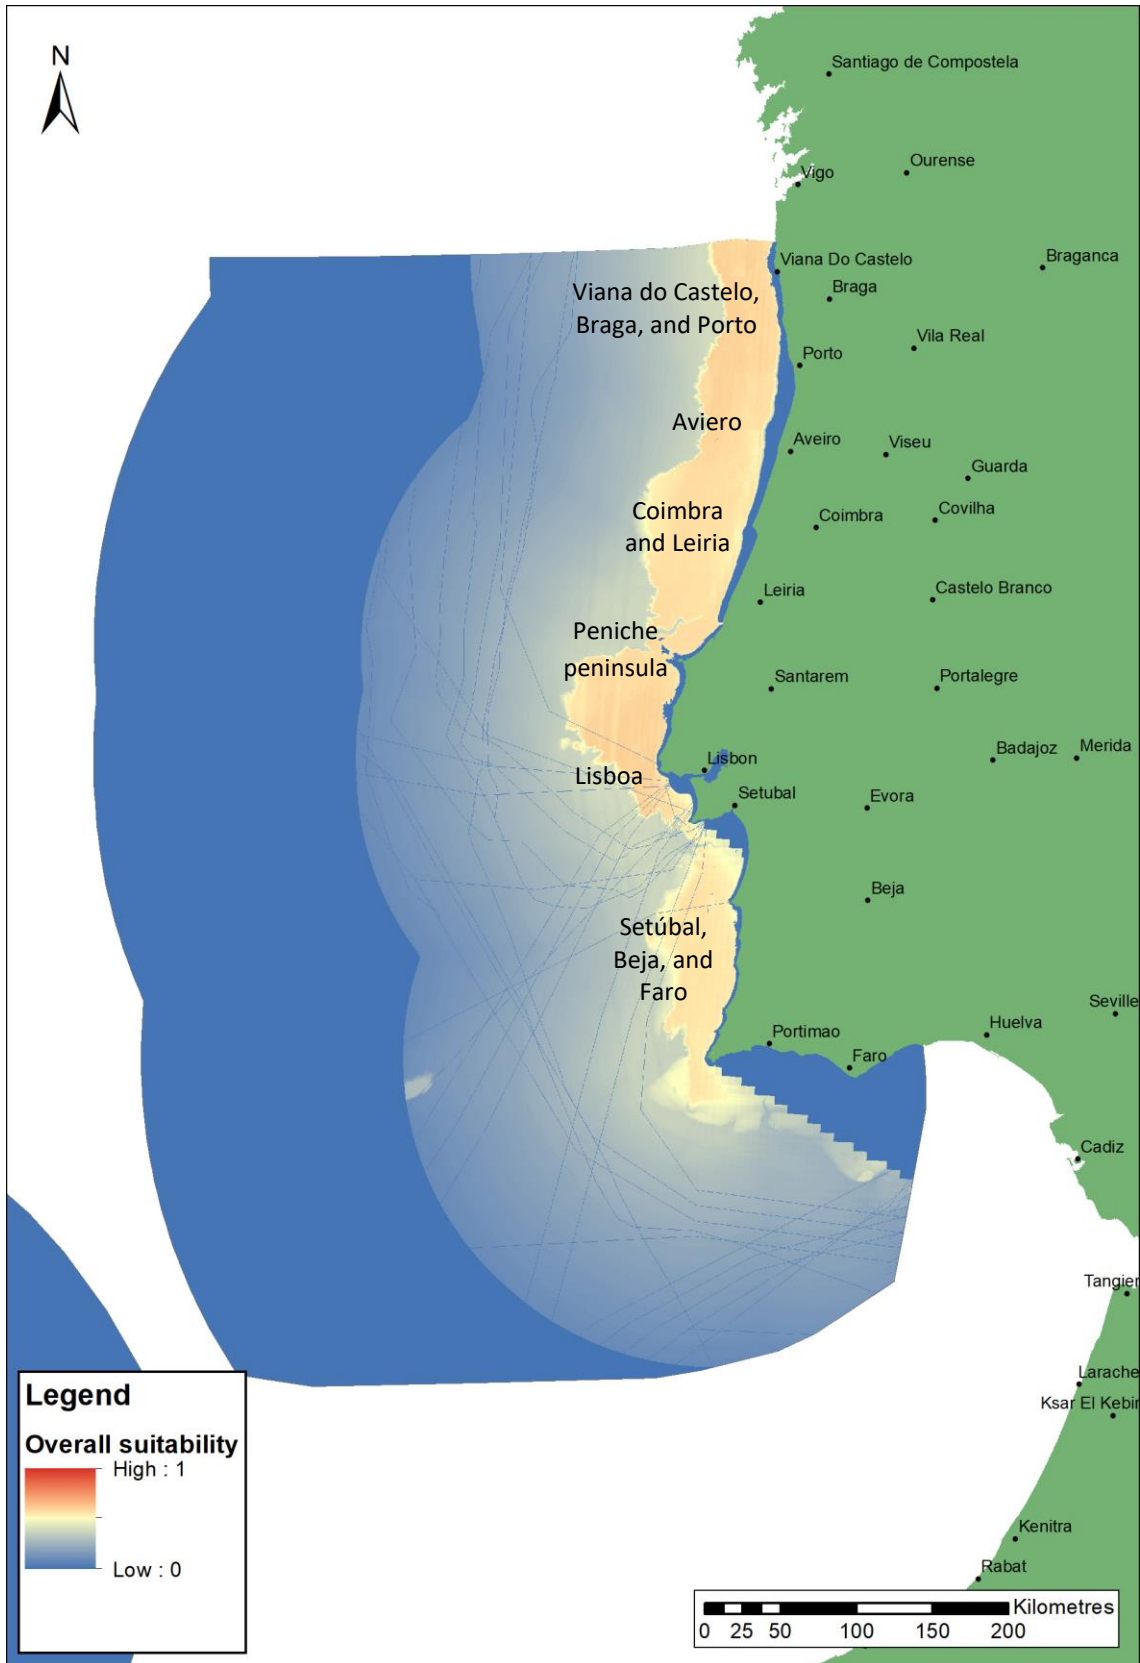 N
Santiago de Compostela
Ourense
Vigo
Viana Do Castelo
Braganca
Viana do Castelo,
Braga, and Porto
Braga
Vila Real
Porto
Aviero
Aveiro
Viseu
Guarda
Coimbra
and Leiria
Coimbra
Covilha
Leiria
Castelo Branco
Peniche
peninsula
Santarem
Portalegre
Lisbon
Badajoz
Merida
Lisboa
Setubal
Evora
Beja
Setúbal,
Beja, and
Faro
Seville
Huelva
Portimao
Faro
Cadiz
Tangier
Larache
Ksar El Kebir
Kenitra
Rabat
Legend
Overall suitability
High : 1
Low : 0
Kilometres
0 25 50 100 150 200